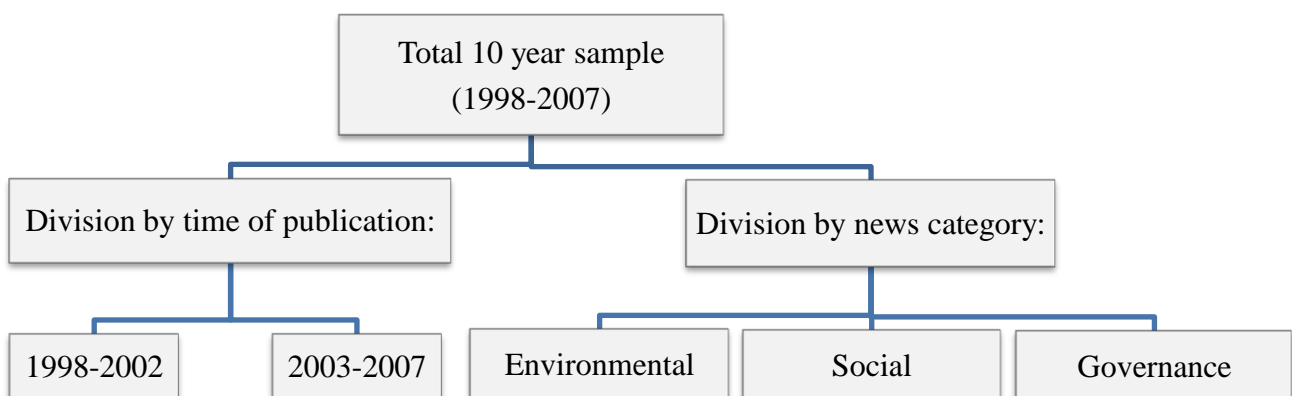 Total 10 year sample
(1998-2007)
Division by time of publication:
Division by news category:
1998-2002
2003-2007
Environmental
Social
Governance